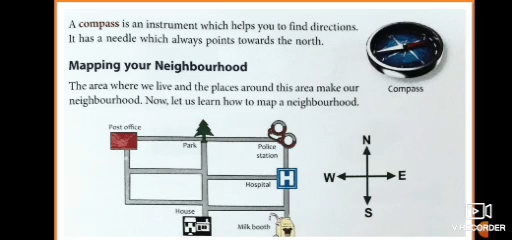 A compass is an instrument which helps you to find directions.
It has a needle which always points towards the north.
Mapping your Neighbourhood
The area where we live and the places around this area make our
neighbourhood. Now, let us learn how to map a neighbourhood.
Compass
Post office
Park
Police
station
N
W
E
S
Hospital
H
House
Milk booth
V RECORDER